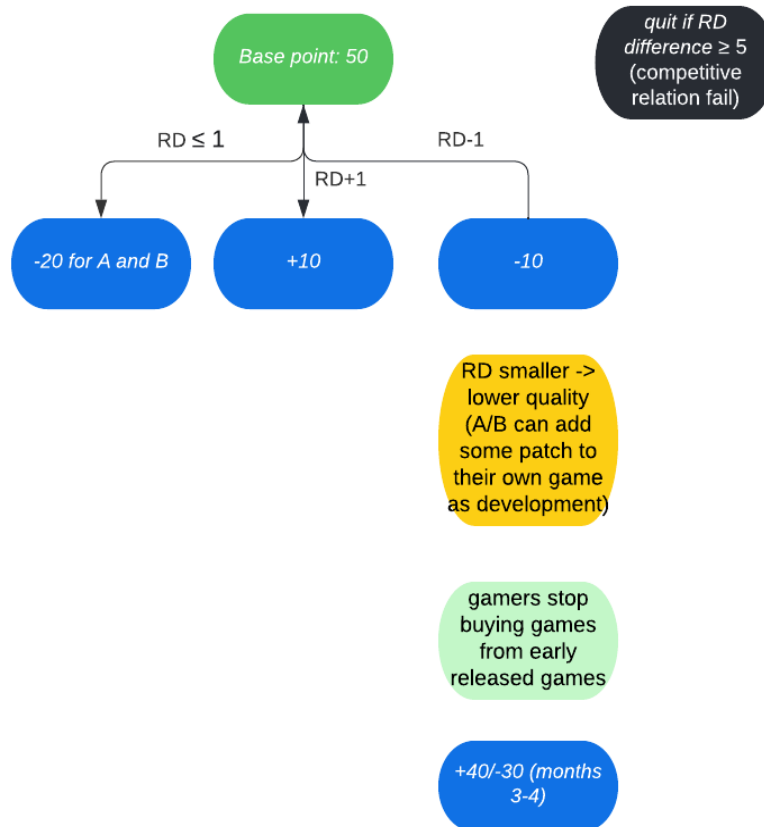 Base point: 50
quit if RD
difference ≥ 5
(competitive
relation fail)
RD ≤ 1
RD-1
RD+1
-20 for A and B
+10
-10
RD smaller ->
lower quality
(A/B can add
some patch to
their own game
as development)
gamers stop
buying games
from early
released games
+40/-30 (months
3-4)